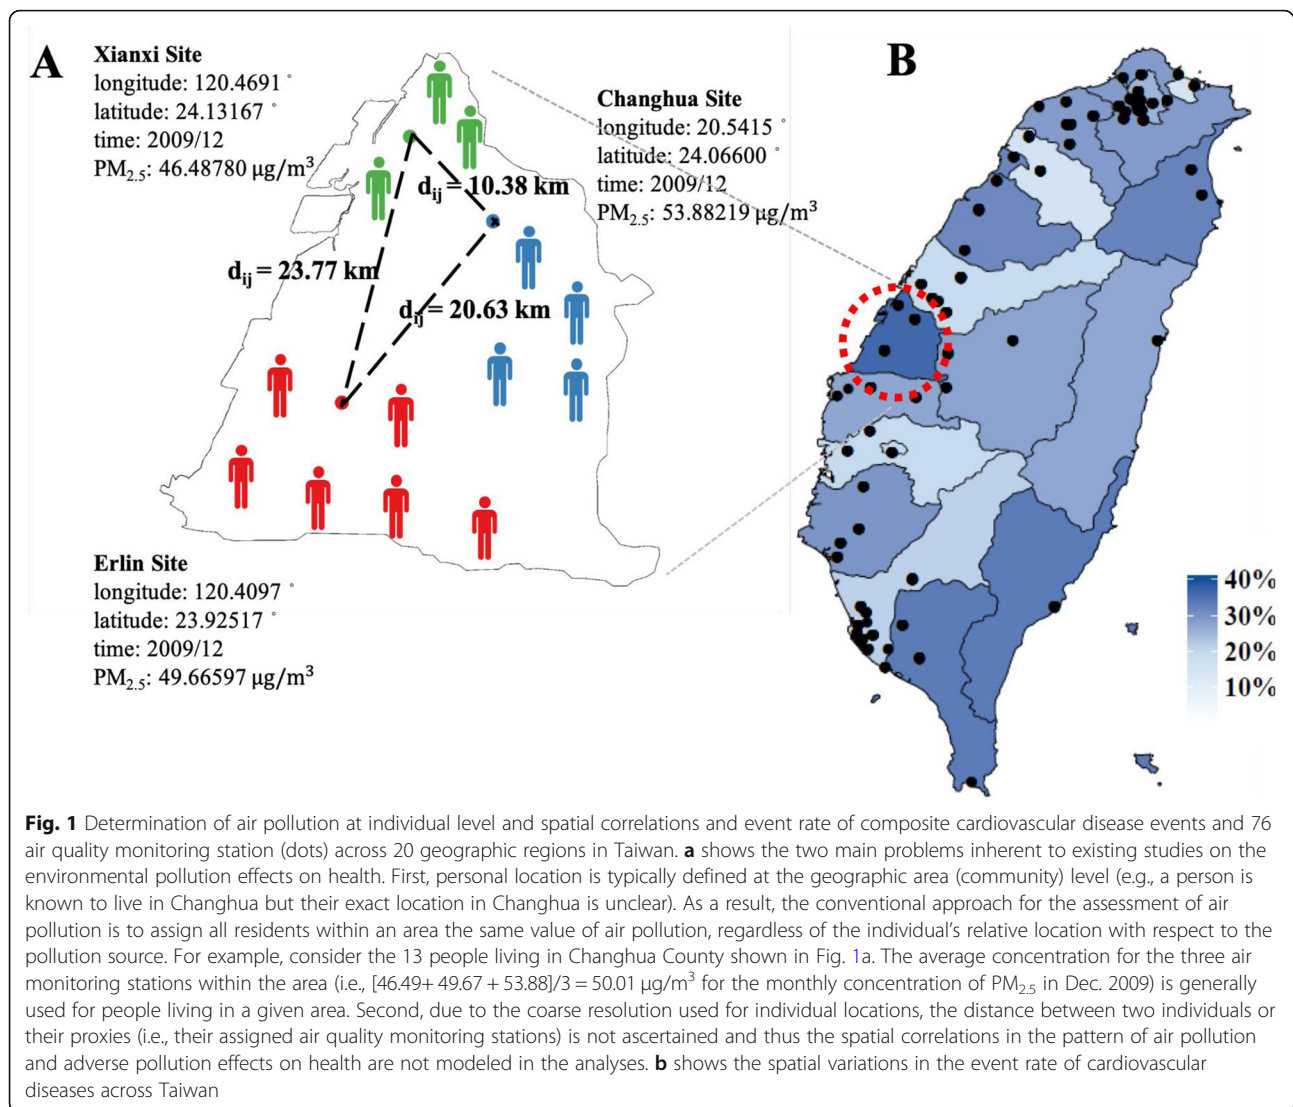 A
Xianxi Site
longitude: 120.4691 °
latitude: 24.13167 °
time: 2009/12
PM2.5: 46.48780 µg/m³
Changhua Site
longitude: 20.5415 °
latitude: 24.06600 °
time: 2009/12
PM2.5: 53.88219 µg/m³
dij = 10.38 km
dij = 23.77 km
dij = 20.63 km
Erlin Site
longitude: 120.4097 °
latitude: 23.92517 °
time: 2009/12
PM2.5: 49.66597 µg/m³
B
40%
30%
20%
10%
Fig. 1 Determination of air pollution at individual level and spatial correlations and event rate of composite cardiovascular disease events and 76
air quality monitoring station (dots) across 20 geographic regions in Taiwan. a shows the two main problems inherent to existing studies on the
environmental pollution effects on health. First, personal location is typically defined at the geographic area (community) level (e.g., a person is
known to live in Changhua but their exact location in Changhua is unclear). As a result, the conventional approach for the assessment of air
pollution is to assign all residents within an area the same value of air pollution, regardless of the individual's relative location with respect to the
pollution source. For example, consider the 13 people living in Changhua County shown in Fig. 1a. The average concentration for the three air
monitoring stations within the area (i.e., [46.49+ 49.67 + 53.88]/3 = 50.01 µg/m³ for the monthly concentration of PM2.5 in Dec. 2009) is generally
used for people living in a given area. Second, due to the coarse resolution used for individual locations, the distance between two individuals or
their proxies (i.e., their assigned air quality monitoring stations) is not ascertained and thus the spatial correlations in the pattern of air pollution
and adverse pollution effects on health are not modeled in the analyses. b shows the spatial variations in the event rate of cardiovascular
diseases across Taiwan